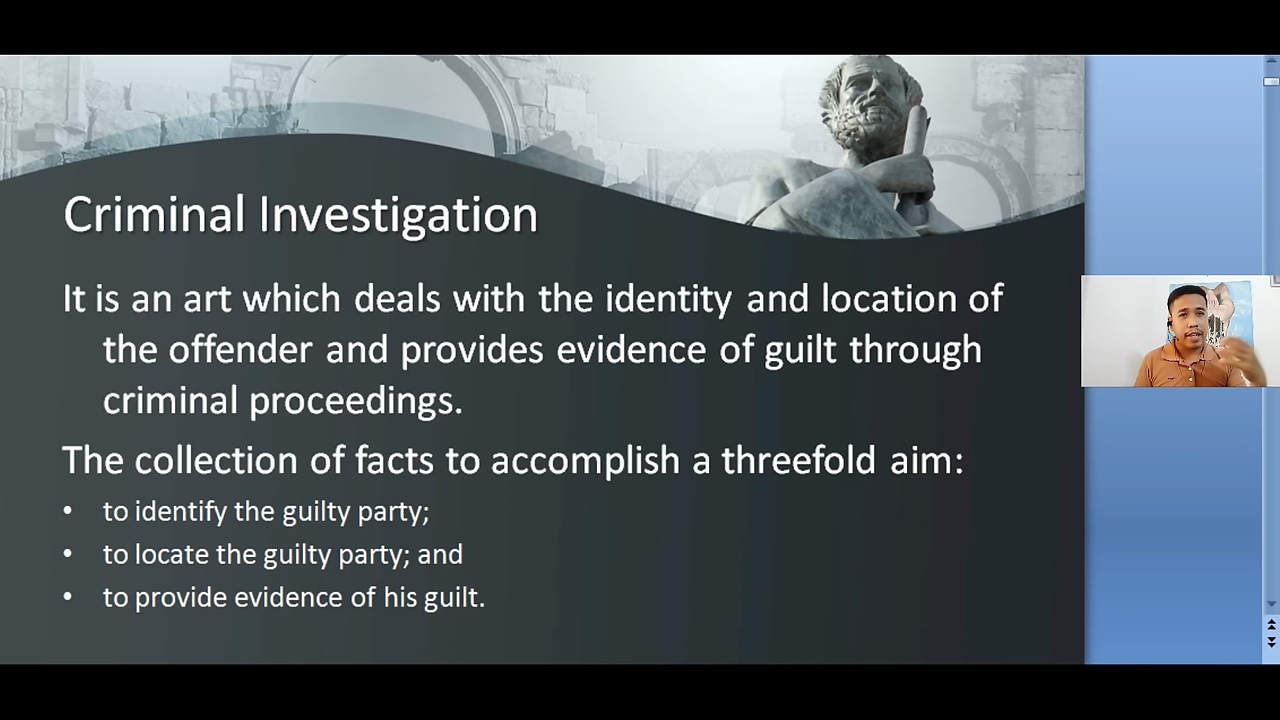 Criminal Investigation
It is an art which deals with the identity and location of
the offender and provides evidence of guilt through
criminal proceedings.
The collection of facts to accomplish a threefold aim:
• to identify the guilty party;
• to locate the guilty party; and
• to provide evidence of his guilt.